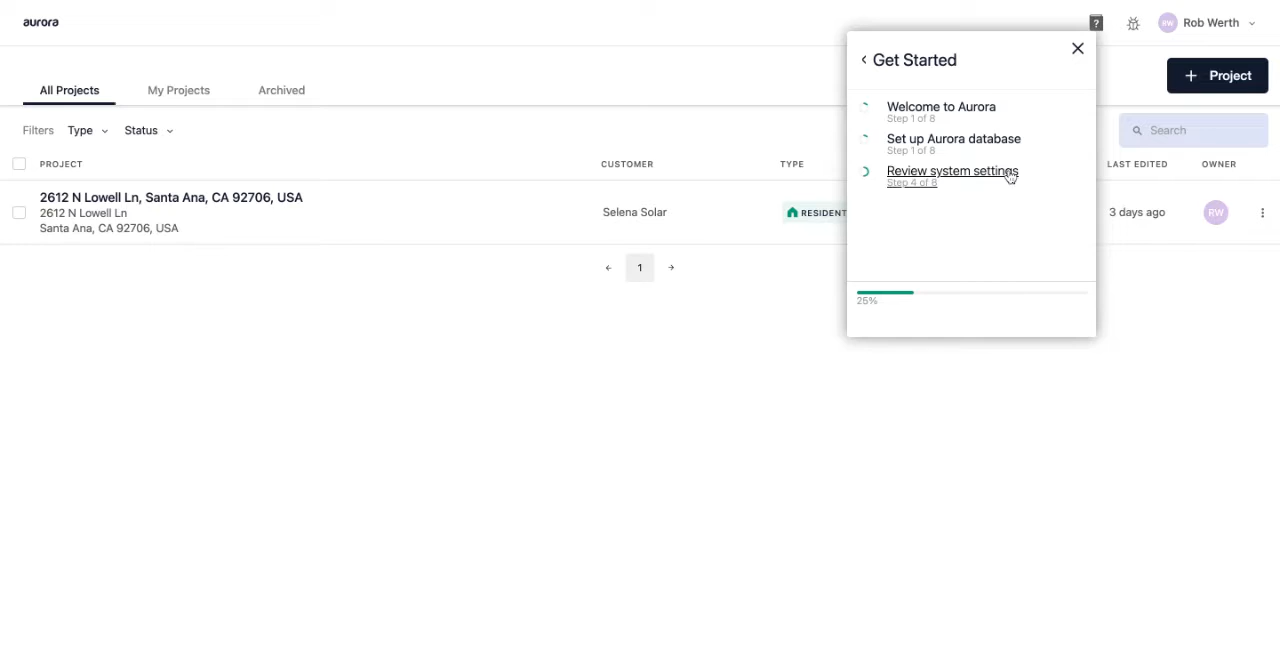 aurora
?
RW
Rob Werth
Get Started
+ Project
All Projects
My Projects
Archived
Welcome to Aurora
Step 1 of 8
Filters
Type
Status
Set up Aurora database
Step 1 of 8
Search
PROJECT
CUSTOMER
TYPE
LAST EDITED
OWNER
Review system settings
Step 4 of 8
2612 N Lowell Ln, Santa Ana, CA 92706, USA
2612 N Lowell Ln
Santa Ana, CA 92706, USA
Selena Solar
RESIDENT
3 days ago
RW
1
25%